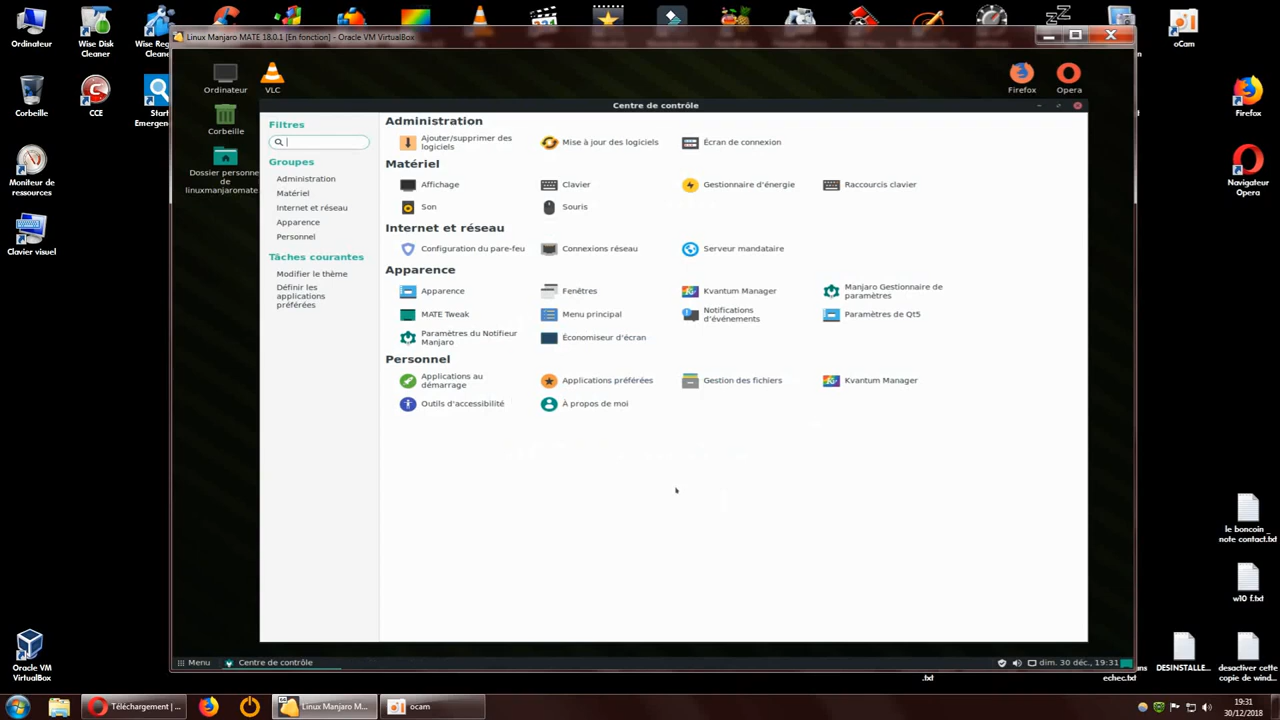 Ordinateur
Wise Disk
Cleaner
Wise Reg
Cleane
oCam
Corbeille
CCE
Start
Emergen
Moniteur de
ressources
Clavier visuel
Oracle VM
VirtualBox
Firefox
Navigateur
Opera
le boncoin _
note contact.txt
w10 f.txt
DESINSTALLE...
desactiver cette
copie de wind...
echec.txt
.txt
Linux Manjaro MATE 18.0.1 [En fonction] - Oracle VM VirtualBox
Ordinateur
VLC
Firefox
Opera
Corbeille
Dossier personne
de
linuxmanjaromate
Centre de contrôle
Filtres
Groupes
Administration
Matériel
Internet et réseau
Apparence
Personnel
Tâches courantes
Modifier le thème
Définir les
applications
préférées
Administration
Ajouter/supprimer des
logiciels
Mise à jour des logiciels
Écran de connexion
Matériel
Affichage
Clavier
Gestionnaire d'énergie
Raccourcis clavier
Son
Souris
Internet et réseau
Configuration du pare-feu
Connexions réseau
Serveur mandataire
Apparence
Apparence
Fenêtres
Kvantum Manager
Manjaro Gestionnaire de
paramètres
MATE Tweak
Menu principal
Notifications
d'événements
Paramètres de Qt5
Paramètres du Notifieur
Manjaro
Économiseur d'écran
Personnel
Applications au
démarrage
Applications préférées
Gestion des fichiers
Kvantum Manager
Outils d'accessibilité
À propos de moi
Menu
Centre de contrôle
dim. 30 déc., 19:31
Téléchargement | ...
Linux Manjaro M...
ocam
19:31
30/12/2018